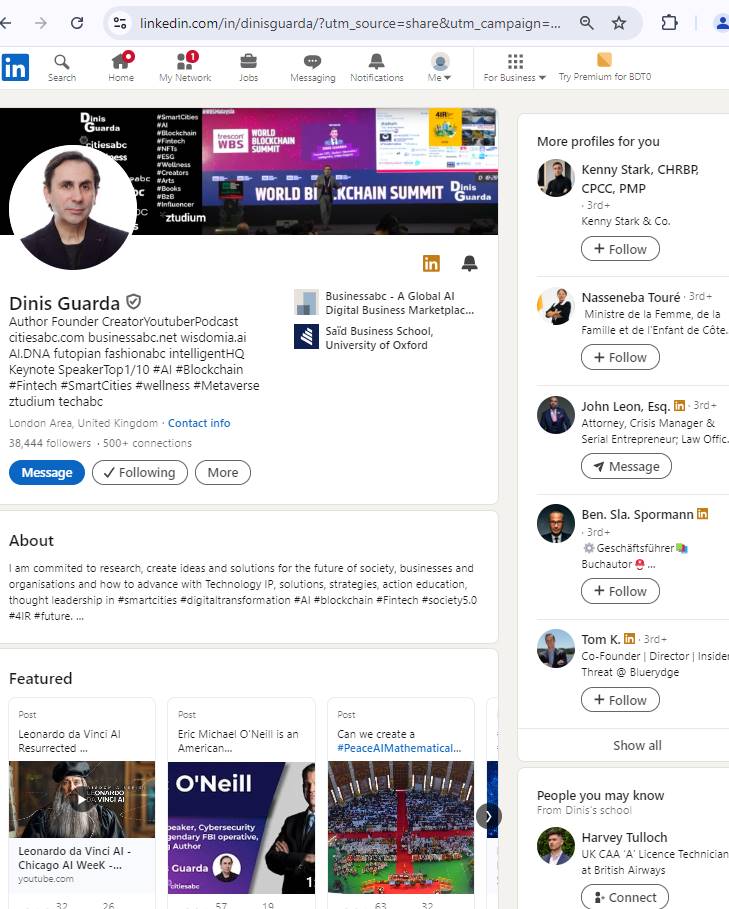 linkedin.com/in/dinisguarda/?utm_source=share&utm_campaign=...
in
Search
Home
1
My Network
Jobs
Messaging
Notifications
Me
For Business
Try Premium for BDT0
Dinis
Guarda
citiesabc
#SmartCities
#AI
#Blockchain
#Fintech
#NFTs
#ESG
#Wellness
#Creators
#Arts
#Books
#B2B
#Influencer
ztudium
trescon
WBS
WORLD
BLOCKCHAIN
SUMMIT
4IR
WORLD BLOCKCHAIN SUMMIT
Dinis
Guarda
in
Dinis Guarda
Author Founder CreatorYoutuberPodcast
citiesabc.com businessabc.net wisdomia.ai
AI.DNA futopian fashionabc intelligentHQ
Keynote SpeakerTop1/10 #AI #Blockchain
#Fintech #SmartCities #wellness #Metaverse
ztudium techabc
London Area, United Kingdom · Contact info
38,444 followers · 500+ connections
Message
Following
More
Businessabc - A Global AI
Digital Business Marketplac...
Saïd Business School,
University of Oxford
About
I am commited to research, create ideas and solutions for the future of society, businesses and
organisations and how to advance with Technology IP, solutions, strategies, action education,
thought leadership in #smartcities #digitaltransformation #AI #blockchain #Fintech #society5.0
#4IR #future. ...
Featured
Post
Leonardo da Vinci AI
Resurrected ...
LEONARDO
DA VINCI AI
Leonardo da Vinci AI -
Chicago AI WeeK -...
youtube.com
32
26
Post
Eric Michael O'Neill is an
American...
O'Neill
peaker, Cybersecurity
gendary FBI operative,
g Author
Guarda
citiesabc
1
57
19
Post
Can we create a
#PeaceAIMathematical...
63
32
More profiles for you
Kenny Stark, CHRBP,
CPCC, PMP
· 3rd+
Kenny Stark & Co.
+ Follow
Nasseneba Touré · 3rd+
Ministre de la Femme, de la
Famille et de l'Enfant de Côte...
+ Follow
John Leon, Esq. in · 3rd+
Attorney, Crisis Manager &
Serial Entrepreneur; Law Offic...
Message
Ben. Sla. Spormann in
· 3rd+
Geschäftsführer
Buchautor ...
+ Follow
Tom K. in · 3rd+
Co-Founder | Director | Insider
Threat @ Bluerydge
+ Follow
Show all
People you may know
From Dinis's school
Harvey Tulloch
UK CAA 'A' Licence Technician
at British Airways
Connect